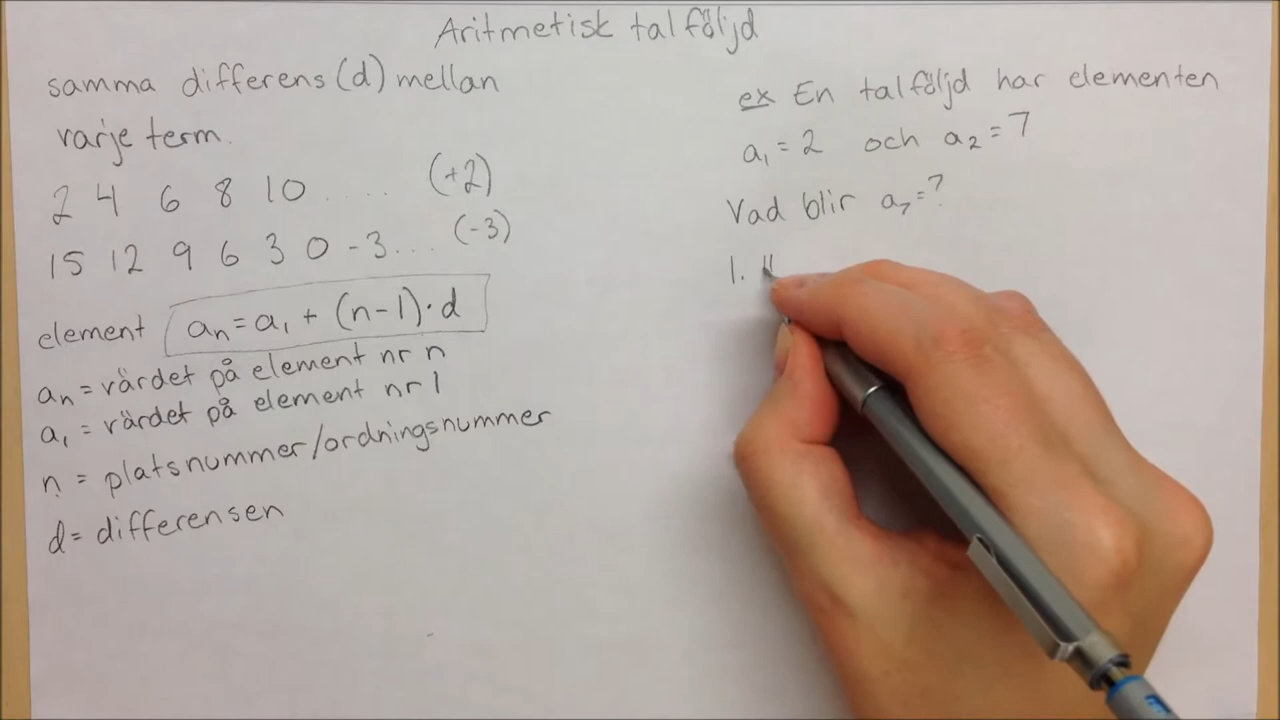 Aritmetisk talföljd
samma differens (d) mellan
varje term.
2 4 6 8 10 ..... (+2)
15 12 9 6 3 0 -3... (-3)
element aₙ = a₁ + (n-1)·d
aₙ = värdet på element nr n
a₁ = värdet på element nr 1
n = platsnummer/ordningsnummer
d = differensen
ex En talföljd har elementen
a₁ = 2 och a₂ = 7
Vad blir a₇ = ?
1.